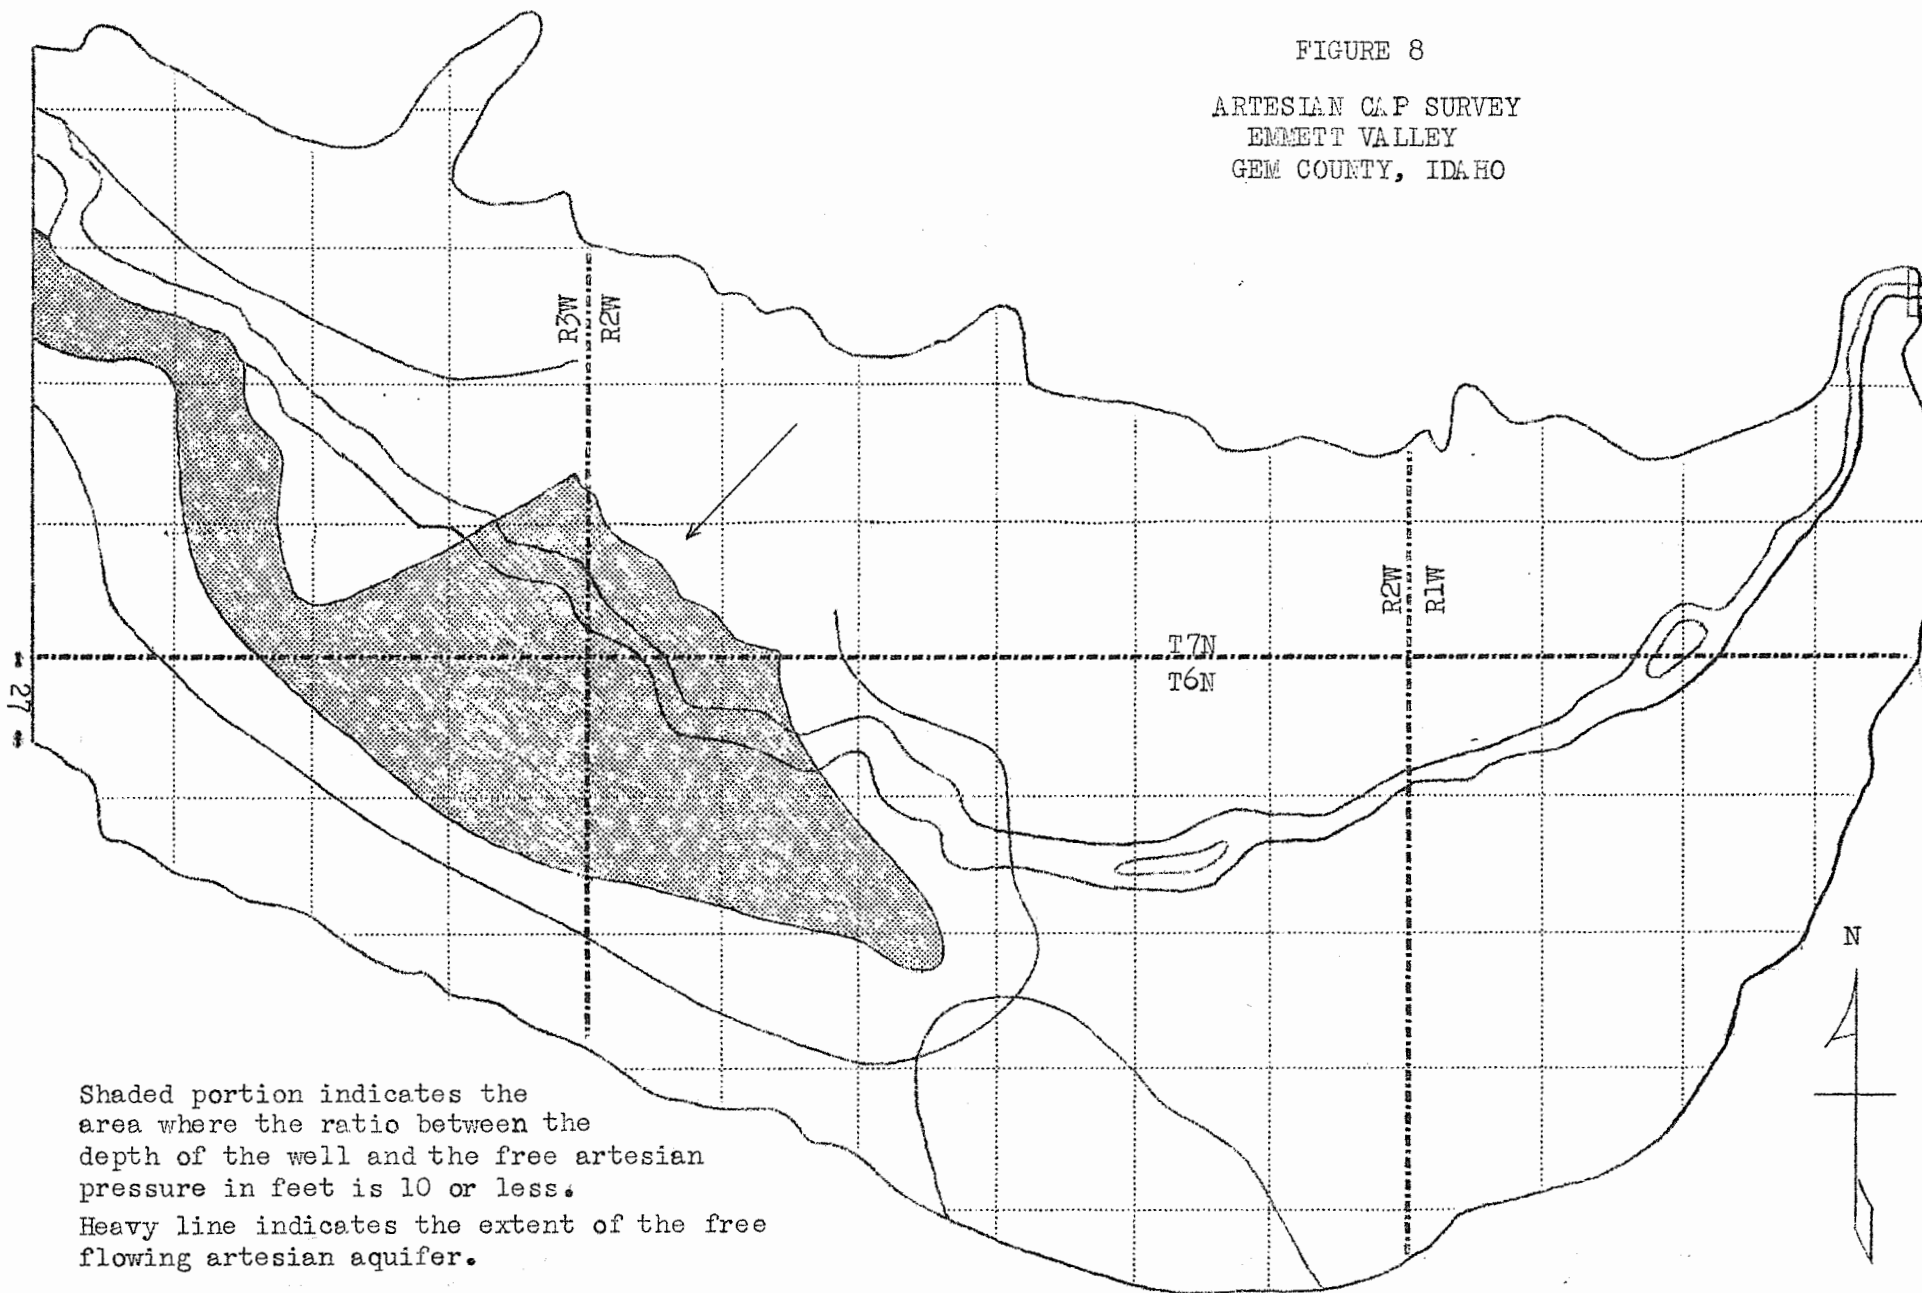 FIGURE 8
ARTESIAN CAP SURVEY
EMMETT VALLEY
GEM COUNTY, IDAHO
R3W
R2W
R2W
R1W
T7N
T6N
27
N
Shaded portion indicates the
area where the ratio between the
depth of the well and the free artesian
pressure in feet is 10 or less.
Heavy line indicates the extent of the free
flowing artesian aquifer.